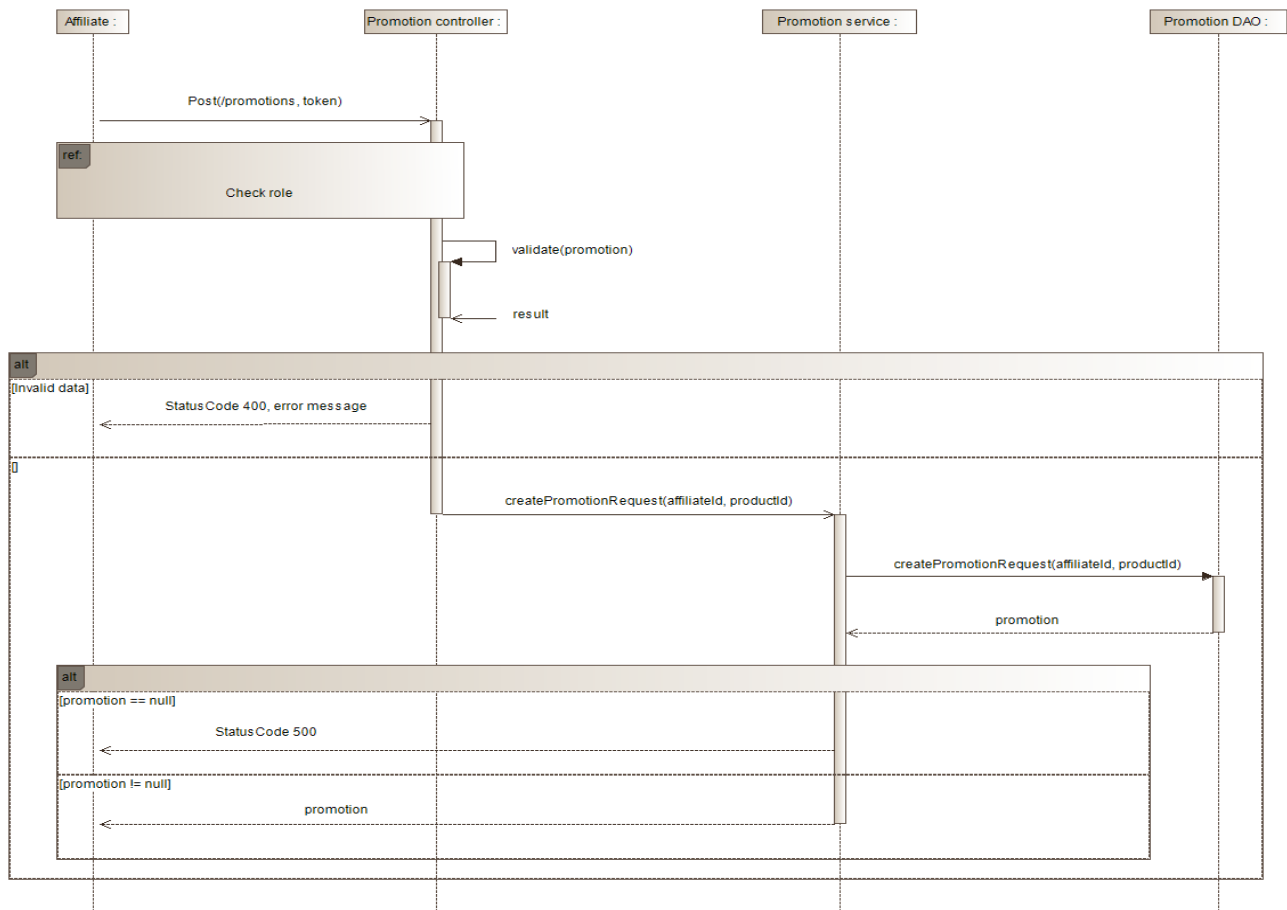 Affiliate :
Promotion controller :
Promotion service :
Promotion DAO :
Post(/promotions, token)
ref:
Check role
validate(promotion)
result
alt
[Invalid data]
StatusCode 400, error message
[]
createPromotionRequest(affiliateId, productId)
createPromotionRequest(affiliateId, productId)
promotion
alt
[promotion == null]
StatusCode 500
[promotion != null]
promotion